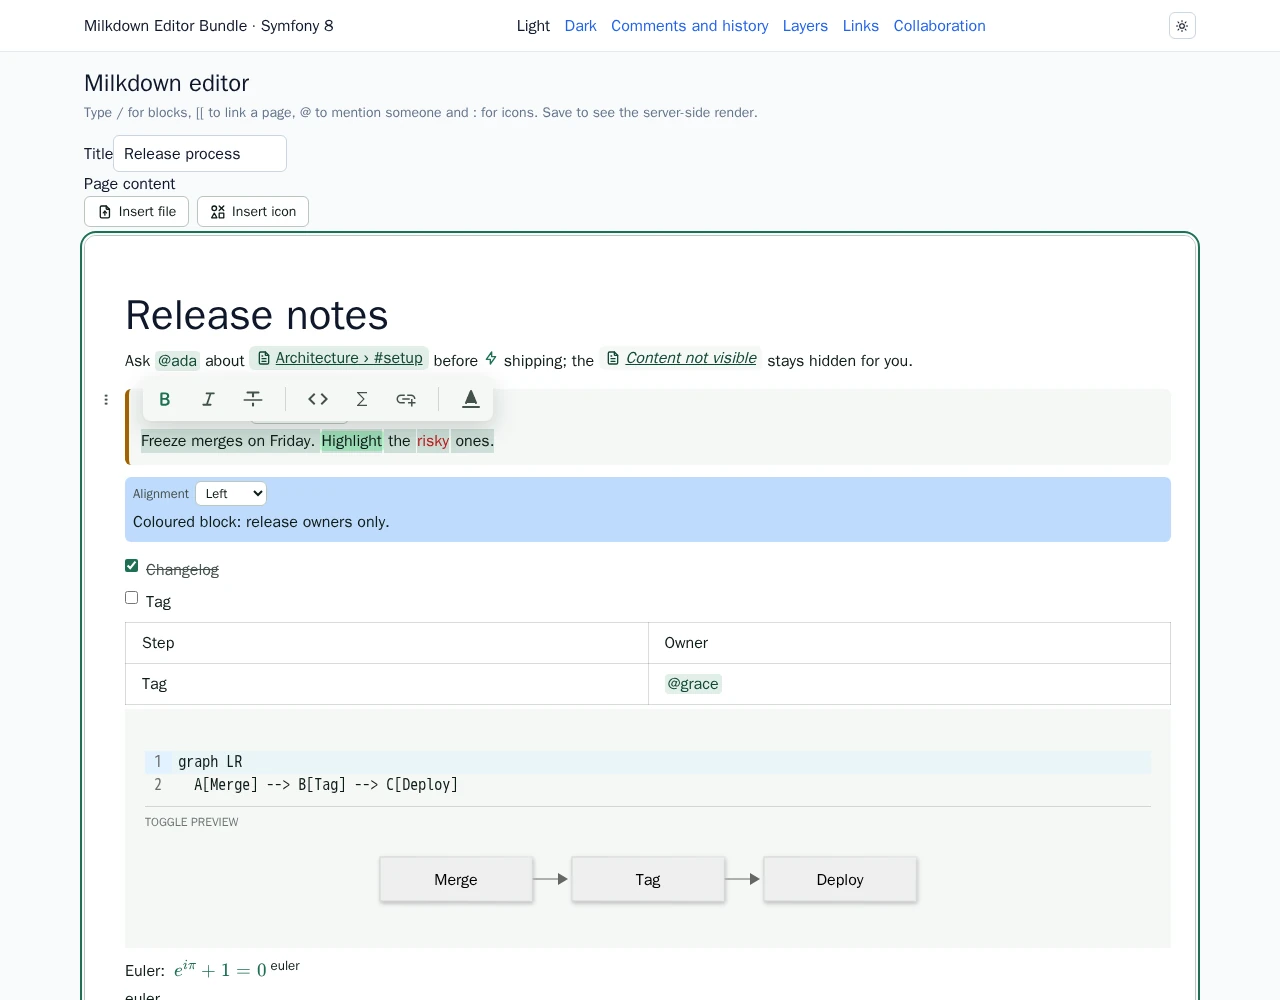 Milkdown Editor Bundle · Symfony 8
Light Dark Comments and history Layers Links Collaboration
Milkdown editor
Type / for blocks, [[ to link a page, @ to mention someone and : for icons. Save to see the server-side render.
Title Release process
Page content
Insert file Insert icon
Release notes
Ask @ada about Architecture › #setup before shipping; the Content not visible stays hidden for you.
B I T Σ A
Freeze merges on Friday. Highlight the risky ones.
Alignment Left
Coloured block: release owners only.
Changelog
Tag
Step Owner
Tag @grace
1 graph LR
2 A[Merge] --> B[Tag] --> C[Deploy]
TOGGLE PREVIEW
Merge Tag Deploy
Euler: e^{iπ} + 1 = 0 euler
euler